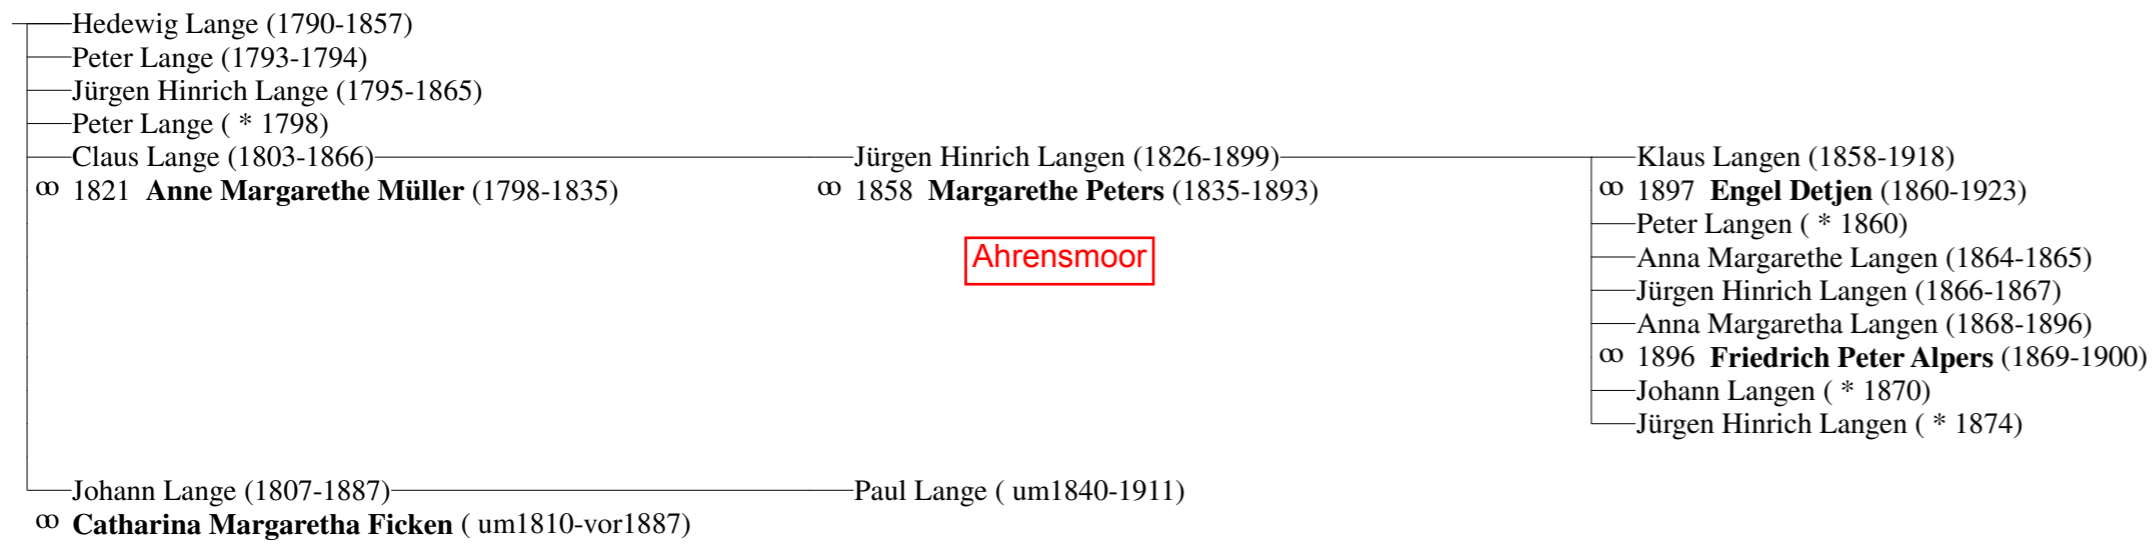 Hedewig Lange (1790-1857)
Peter Lange (1793-1794)
Jürgen Hinrich Lange (1795-1865)
Peter Lange ( * 1798)
Claus Lange (1803-1866)
∞ 1821 Anne Margarethe Müller (1798-1835)
Jürgen Hinrich Langen (1826-1899)
∞ 1858 Margarethe Peters (1835-1893)
Ahrensmoor
Klaus Langen (1858-1918)
∞ 1897 Engel Detjen (1860-1923)
Peter Langen ( * 1860)
Anna Margarethe Langen (1864-1865)
Jürgen Hinrich Langen (1866-1867)
Anna Margaretha Langen (1868-1896)
∞ 1896 Friedrich Peter Alpers (1869-1900)
Johann Langen ( * 1870)
Jürgen Hinrich Langen ( * 1874)
Johann Lange (1807-1887)
∞ Catharina Margaretha Ficken ( um1810-vor1887)
Paul Lange ( um1840-1911)